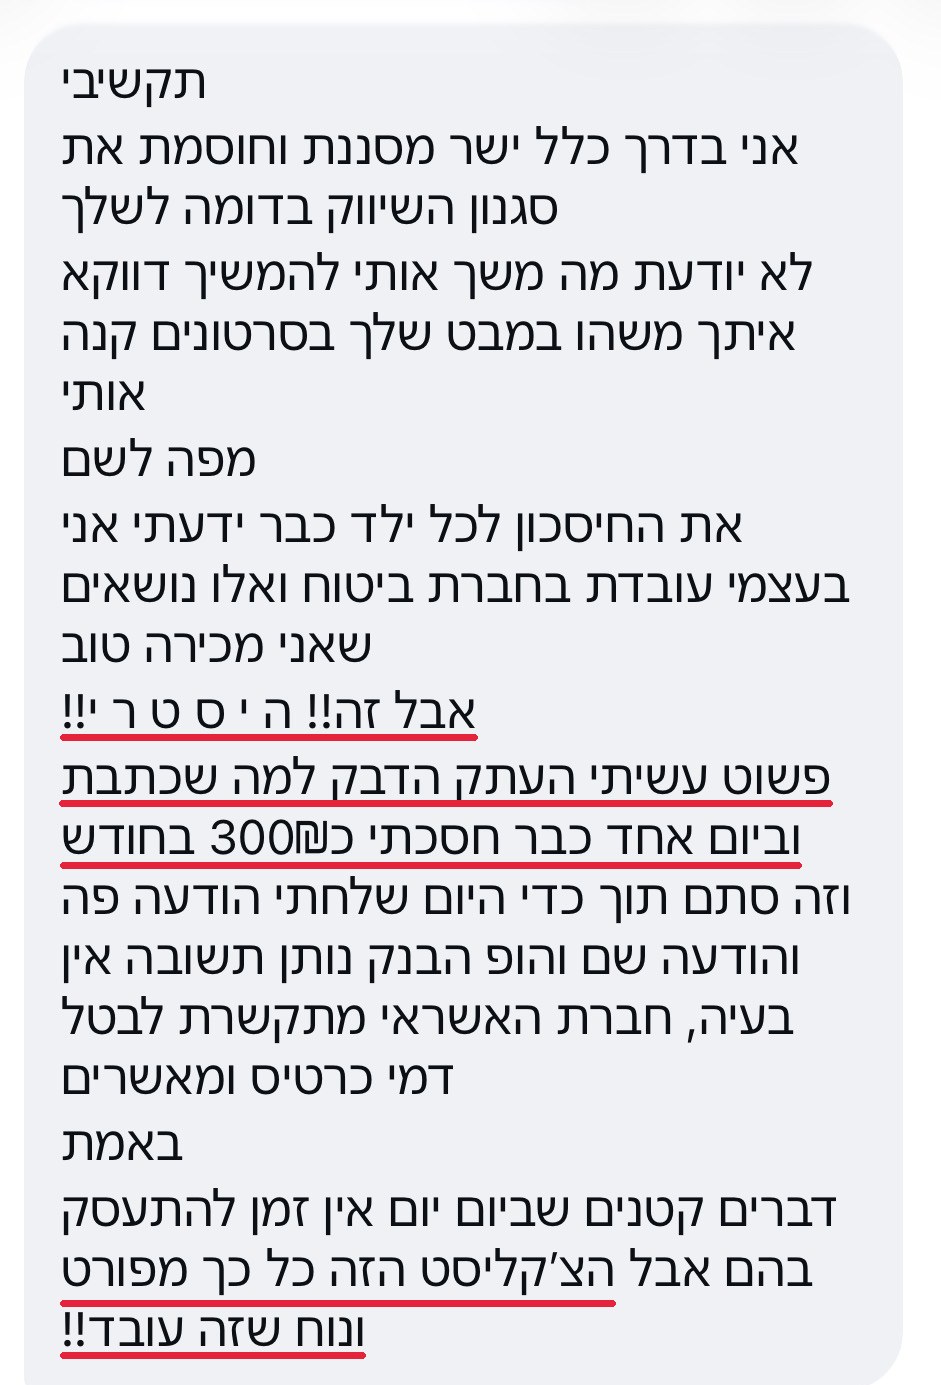 תקשיבי
אני בדרך כלל ישר מסננת וחוסמת את
סגנון השיווק בדומה לשלך
לא יודעת מה משך אותי להמשיך דווקא
איתך משהו במבט שלך בסרטונים קנה
אותי
מפה לשם
את החיסכון לכל ילד כבר ידעתי אני
בעצמי עובדת בחברת ביטוח ואלו נושאים
שאני מכירה טוב
אבל זה!! ה י ס ט ר י!!
פשוט עשיתי העתק הדבק למה שכתבת
וביום אחד כבר חסכתי כ300₪ בחודש
וזה סתם תוך כדי היום שלחתי הודעה פה
והודעה שם והופ הבנק נותן תשובה אין
בעיה, חברת האשראי מתקשרת לבטל
דמי כרטיס ומאשרים
באמת
דברים קטנים שביום יום אין זמן להתעסק
בהם אבל הצ׳קליסט הזה כל כך מפורט
ונוח שזה עובד!!